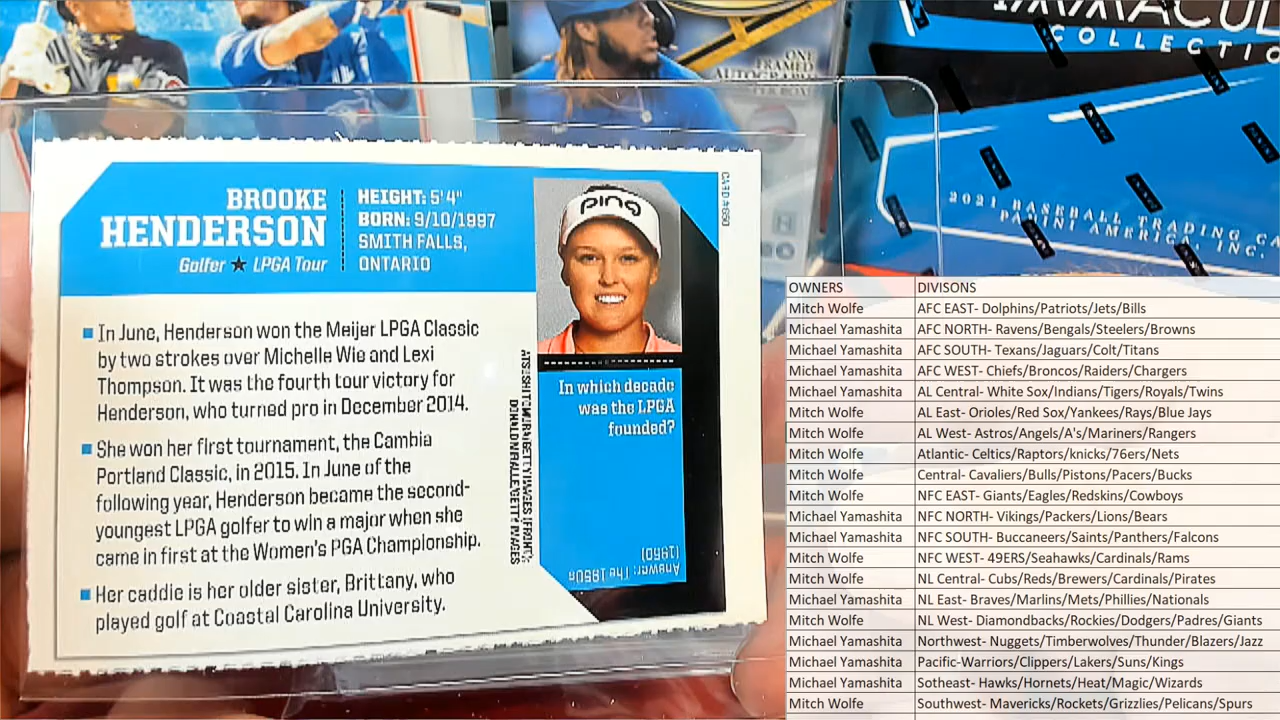 ONE
FRAMED
AUTOGRAPH
PER BOX!
COLLECTIO
2021 BASEBALL TRADING CA
PANINI AMERICA, INC.
BROOKE
HENDERSON
Golfer ★ LPGA Tour
HEIGHT: 5'4"
BORN: 9/10/1997
SMITH FALLS,
ONTARIO
ping
In June, Henderson won the Meijer LPGA Classic
by two strokes over Michelle Wie and Lexi
Thompson. It was the fourth tour victory for
Henderson, who turned pro in December 2014.
She won her first tournament, the Cambia
Portland Classic, in 2015. In June of the
following year, Henderson became the second-
youngest LPGA golfer to win a major when she
came in first at the Women's PGA Championship.
Her caddie is her older sister, Brittany, who
played golf at Coastal Carolina University.
In which decade
was the LPGA
founded?
Answer: The 1950s
(1950)
OWNERS DIVISONS
Mitch Wolfe AFC EAST- Dolphins/Patriots/Jets/Bills
Michael Yamashita AFC NORTH- Ravens/Bengals/Steelers/Browns
Michael Yamashita AFC SOUTH- Texans/Jaguars/Colt/Titans
Michael Yamashita AFC WEST- Chiefs/Broncos/Raiders/Chargers
Michael Yamashita AL Central- White Sox/Indians/Tigers/Royals/Twins
Mitch Wolfe AL East- Orioles/Red Sox/Yankees/Rays/Blue Jays
Mitch Wolfe AL West- Astros/Angels/A's/Mariners/Rangers
Mitch Wolfe Atlantic- Celtics/Raptors/knicks/76ers/Nets
Mitch Wolfe Central- Cavaliers/Bulls/Pistons/Pacers/Bucks
Mitch Wolfe NFC EAST- Giants/Eagles/Redskins/Cowboys
Michael Yamashita NFC NORTH- Vikings/Packers/Lions/Bears
Michael Yamashita NFC SOUTH- Buccaneers/Saints/Panthers/Falcons
Mitch Wolfe NFC WEST- 49ERS/Seahawks/Cardinals/Rams
Mitch Wolfe NL Central- Cubs/Reds/Brewers/Cardinals/Pirates
Michael Yamashita NL East- Braves/Marlins/Mets/Phillies/Nationals
Mitch Wolfe NL West- Diamondbacks/Rockies/Dodgers/Padres/Giants
Michael Yamashita Northwest- Nuggets/Timberwolves/Thunder/Blazers/Jazz
Michael Yamashita Pacific-Warriors/Clippers/Lakers/Suns/Kings
Michael Yamashita Sotheast- Hawks/Hornets/Heat/Magic/Wizards
Mitch Wolfe Southwest- Mavericks/Rockets/Grizzlies/Pelicans/Spurs